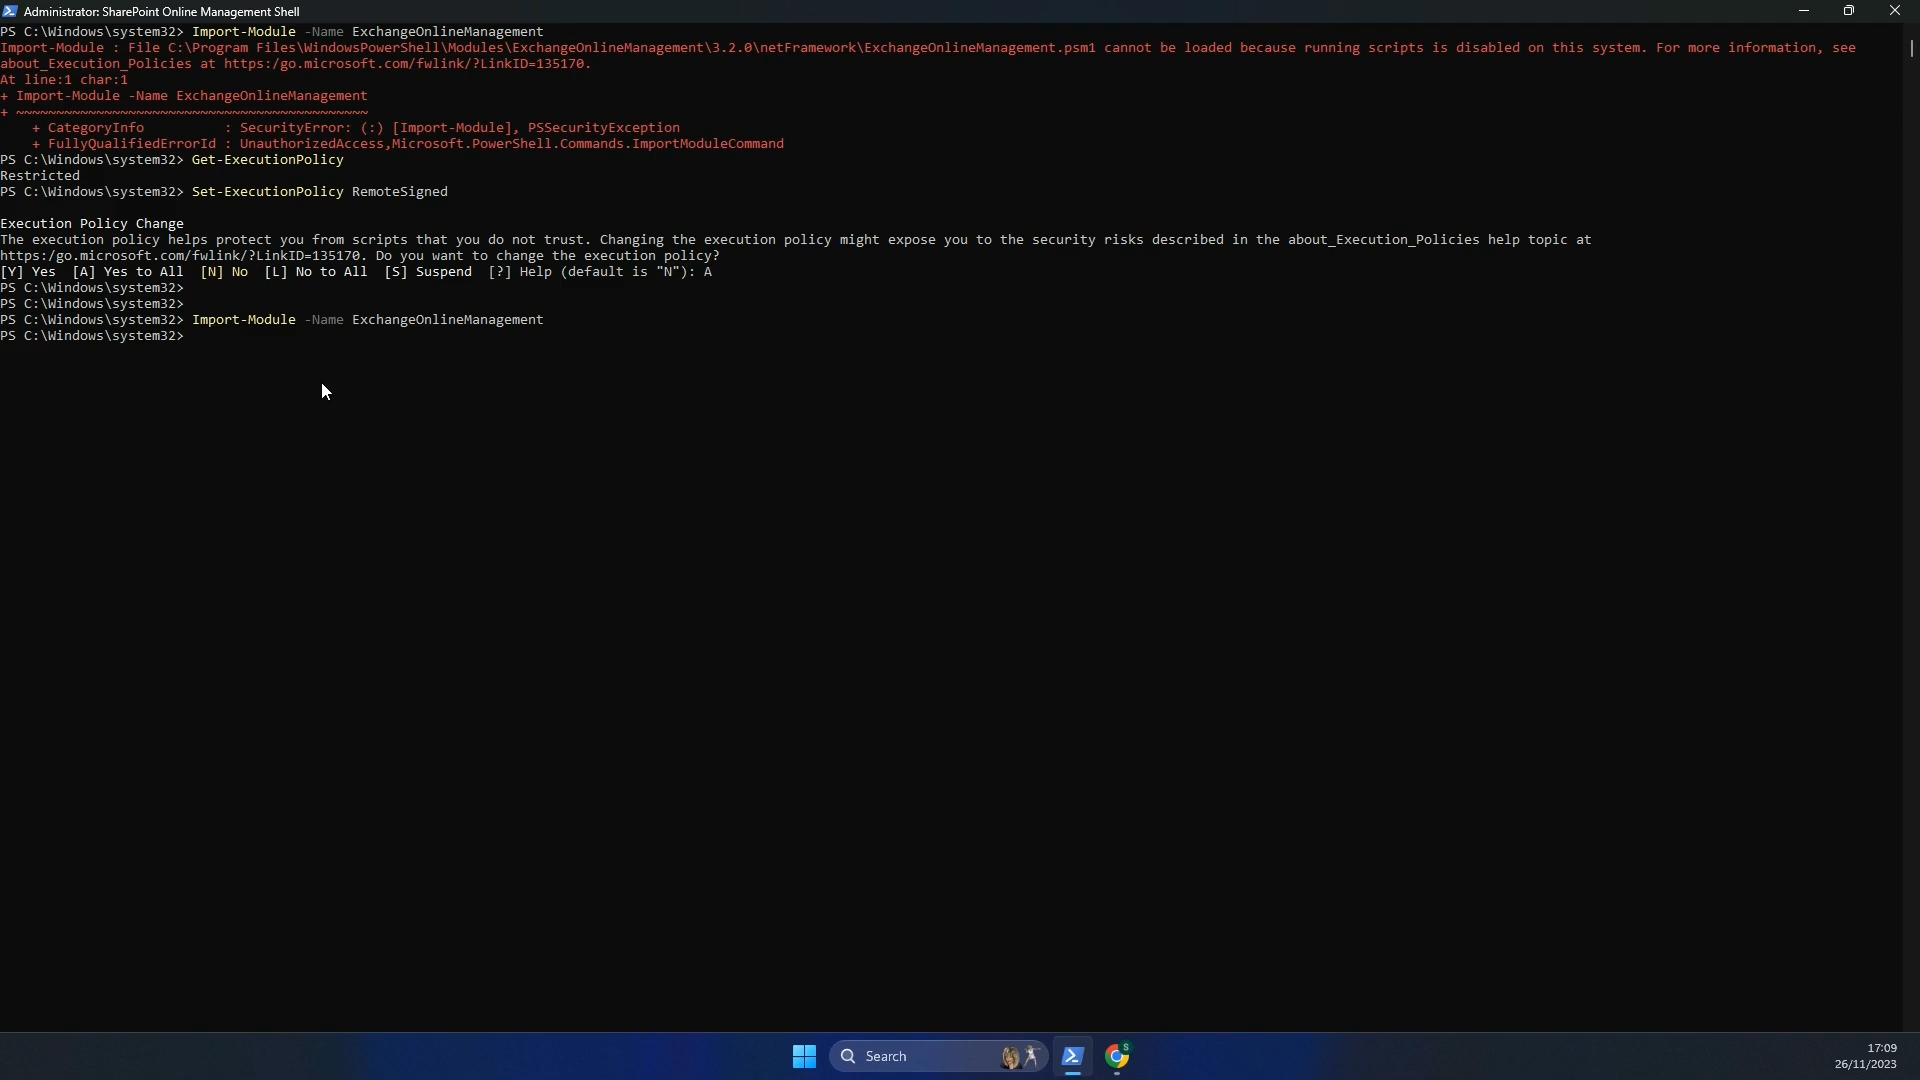 Administrator: SharePoint Online Management Shell
PS C:\Windows\system32> Import-Module -Name ExchangeOnlineManagement
Import-Module : File C:\Program Files\WindowsPowerShell\Modules\ExchangeOnlineManagement\3.2.0\netFramework\ExchangeOnlineManagement.psm1 cannot be loaded because running scripts is disabled on this system. For more information, see
about_Execution_Policies at https:/go.microsoft.com/fwlink/?LinkID=135170.
At line:1 char:1
+ Import-Module -Name ExchangeOnlineManagement
+ ~~~~~~~~~~~~~~~~~~~~~~~~~~~~~~~~~~~~~~~~~~~~
    + CategoryInfo          : SecurityError: (:) [Import-Module], PSSecurityException
    + FullyQualifiedErrorId : UnauthorizedAccess,Microsoft.PowerShell.Commands.ImportModuleCommand
PS C:\Windows\system32> Get-ExecutionPolicy
Restricted
PS C:\Windows\system32> Set-ExecutionPolicy RemoteSigned
Execution Policy Change
The execution policy helps protect you from scripts that you do not trust. Changing the execution policy might expose you to the security risks described in the about_Execution_Policies help topic at
https:/go.microsoft.com/fwlink/?LinkID=135170. Do you want to change the execution policy?
[Y] Yes  [A] Yes to All  [N] No  [L] No to All  [S] Suspend  [?] Help (default is "N"): A
PS C:\Windows\system32>
PS C:\Windows\system32>
PS C:\Windows\system32> Import-Module -Name ExchangeOnlineManagement
PS C:\Windows\system32>
Search
S
17:09
26/11/2023